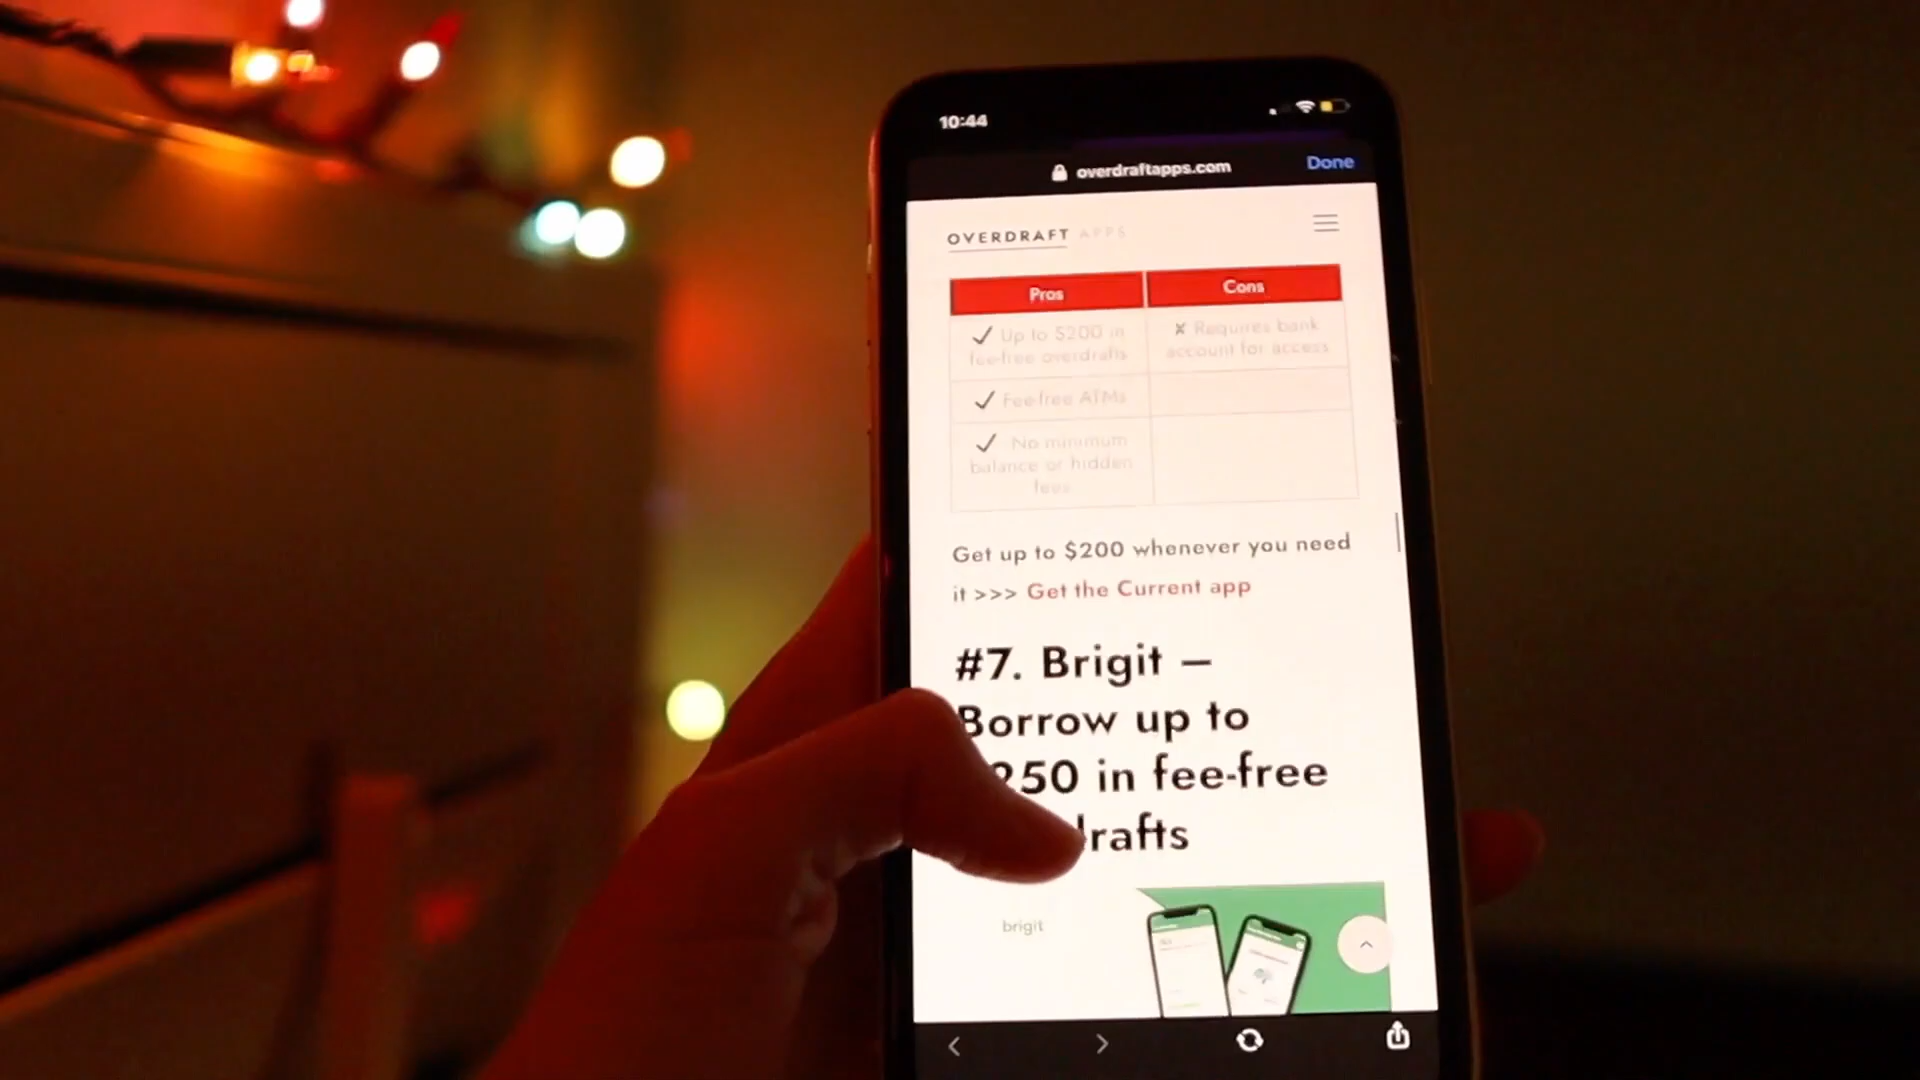 10:44
overdraftapps.com
Done
OVERDRAFT APPS
Pros
Cons
✓ Up to $200 in
fee-free overdrafts
✗ Requires bank
account for access
✓ Fee-free ATMs
✓ No minimum
balance or hidden
fees
Get up to $200 whenever you need
it >>> Get the Current app
#7. Brigit –
Borrow up to
250 in fee-free
drafts
brigit